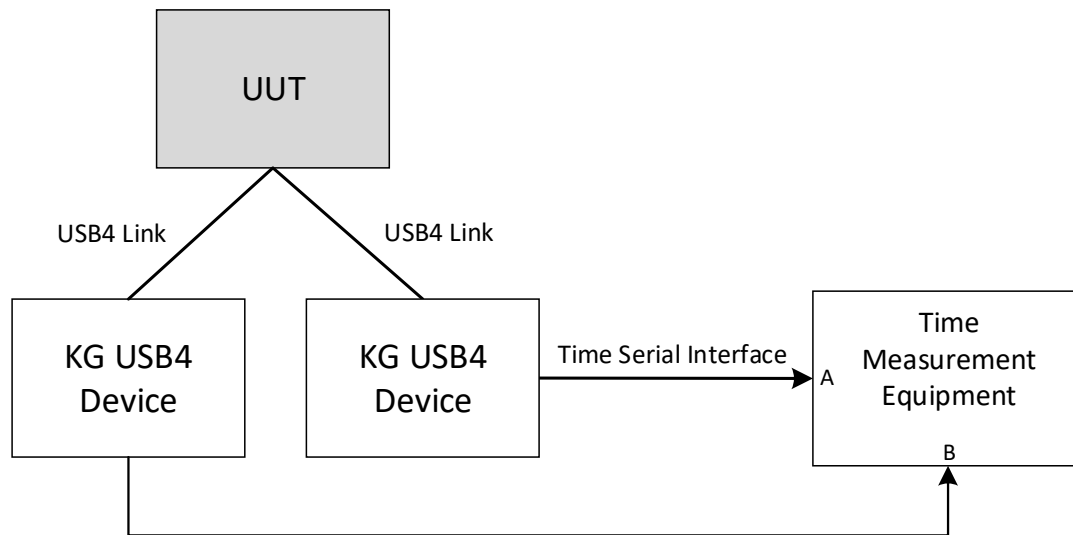 UUT
USB4 Link
USB4 Link
KG USB4
Device
KG USB4
Device
Time Serial Interface
A
Time
Measurement
Equipment
B